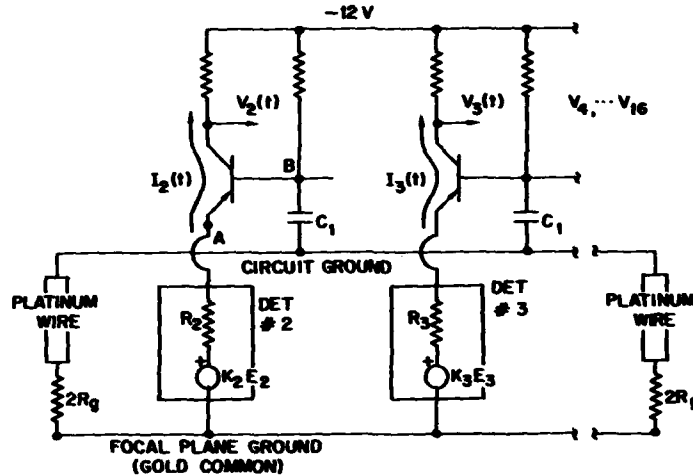 −12 V
V₂(t)
V₃(t)
V₄, ⋯ V₁₆
B
I₂(t)
I₃(t)
C₁
C₁
A
CIRCUIT GROUND
PLATINUM
WIRE
DET
# 2
DET
# 3
PLATINUM
WIRE
R₂
R₃
+
K₂E₂
+
K₃E₃
2Rg
FOCAL PLANE GROUND
(GOLD COMMON)